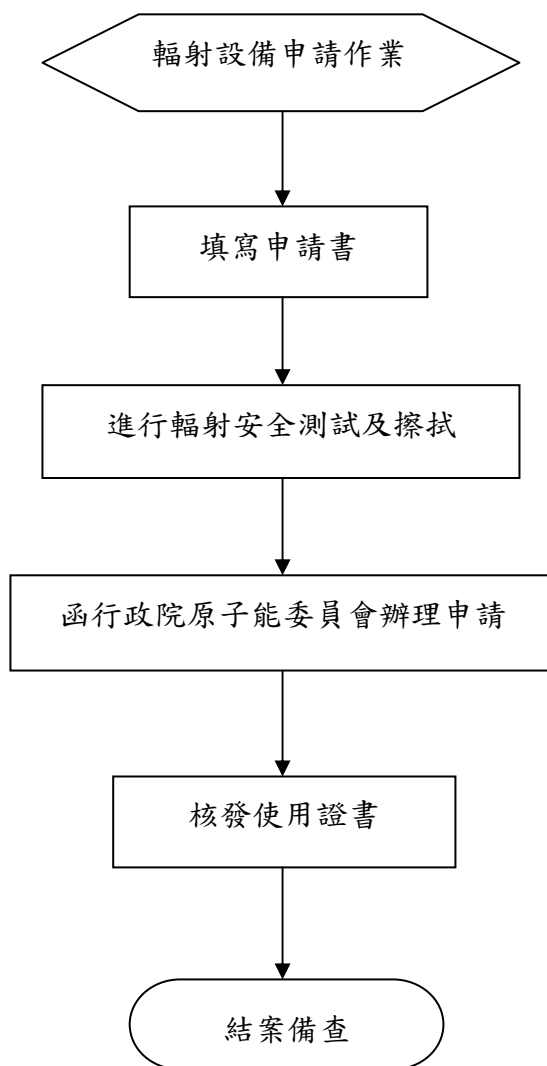 輻射設備申請作業
填寫申請書
進行輻射安全測試及擦拭
函行政院原子能委員會辦理申請
核發使用證書
結案備查